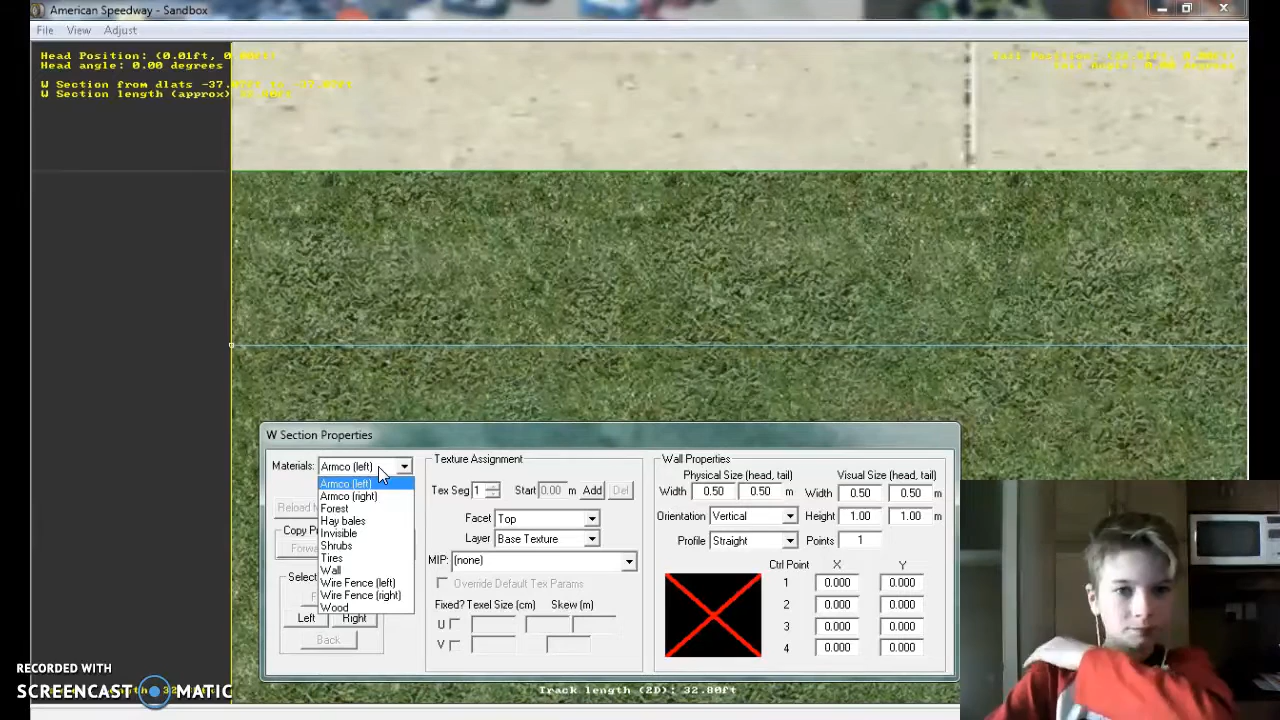 American Speedway - Sandbox
File View Adjust
Head Position: (0.01ft,
Head angle: 0.00 degrees
W Section from dlats
W Section length (approx)
W Section Properties
Materials: Armco (left)
Armco (left)
Armco (right)
Forest
Hay bales
Invisible
Shrubs
Tires
Wall
Wire Fence (left)
Wire Fence (right)
Wood
Copy
Select
Left Right
Back
Texture Assignment
Tex Seg 1 Start 0.00 m Add Del
Facet Top
Layer Base Texture
MIP: (none)
Override Default Tex Params
Fixed? Texel Size (cm) Skew (m)
U
V
Wall Properties
Physical Size (head, tail) Visual Size (head, tail)
Width 0.50 0.50 m Width 0.50 0.50 m
Orientation Vertical Height 1.00 1.00 m
Profile Straight Points 1
Ctrl Point X Y
1 0.000 0.000
2 0.000 0.000
3 0.000 0.000
4 0.000 0.000
Track length (2D): 32.80ft
RECORDED WITH
SCREENCAST-O-MATIC